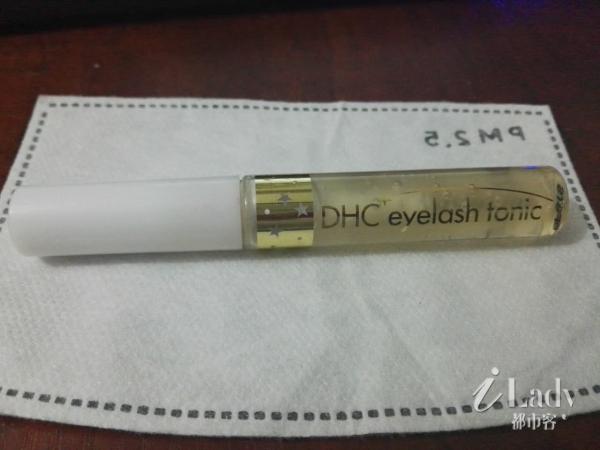 PM2.5
DHC eyelash tonic
iLady
都市客